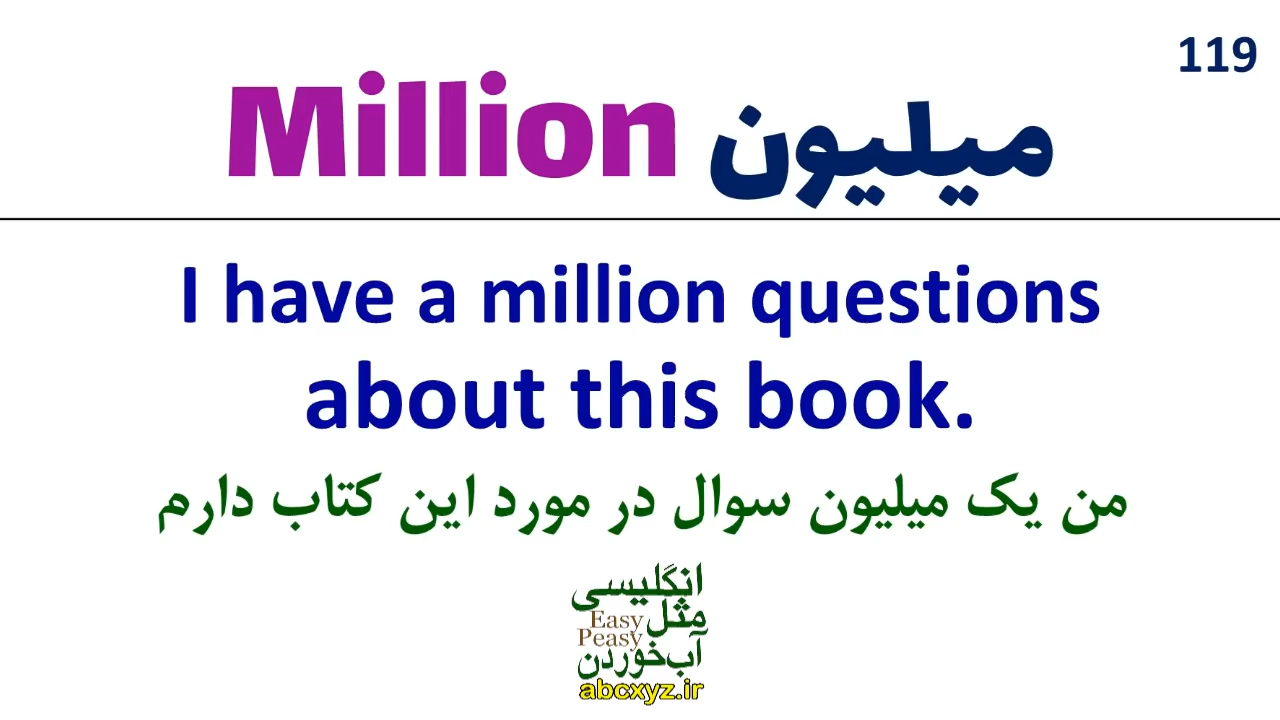 119
Million میلیون
I have a million questions
about this book.
من یک میلیون سوال در مورد این کتاب دارم
انگلیسی
مثل
Easy
Peasy
آب‌خوردن
abcxyz.ir